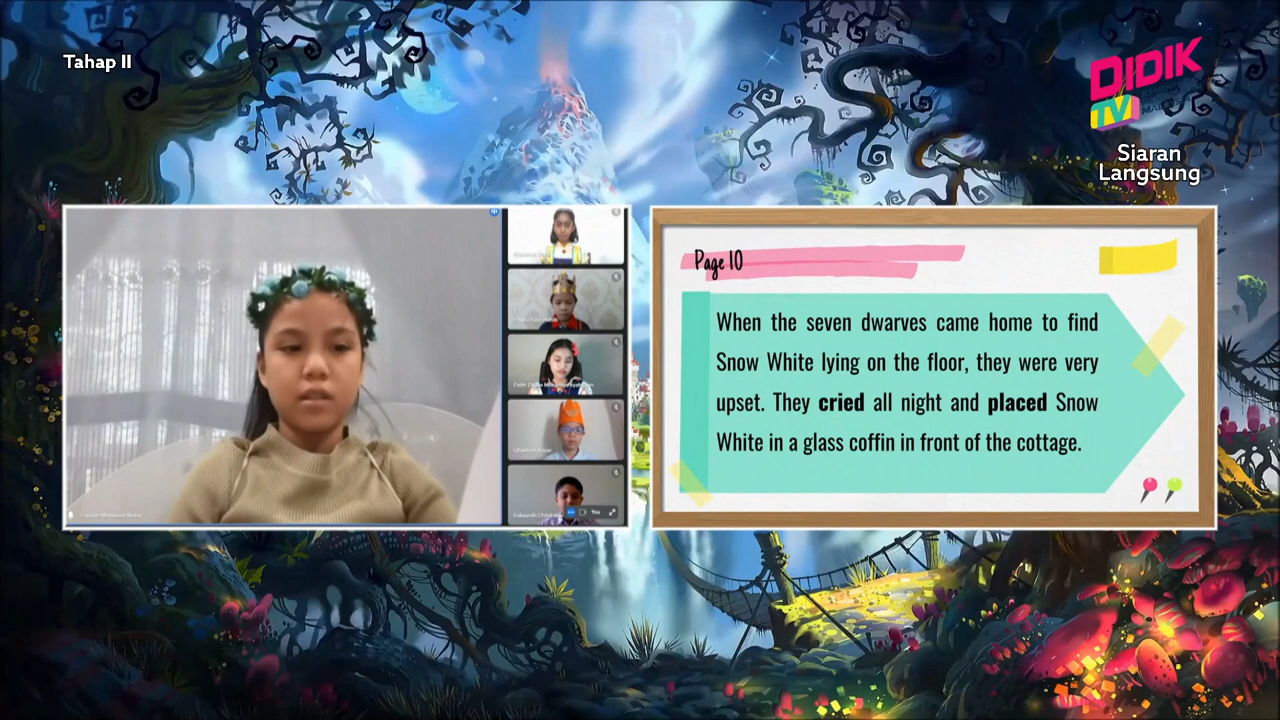 Tahap II
DIDIK
TV
Siaran
Langsung
Page 10
When the seven dwarves came home to find
Snow White lying on the floor, they were very
upset. They cried all night and placed Snow
White in a glass coffin in front of the cottage.
You